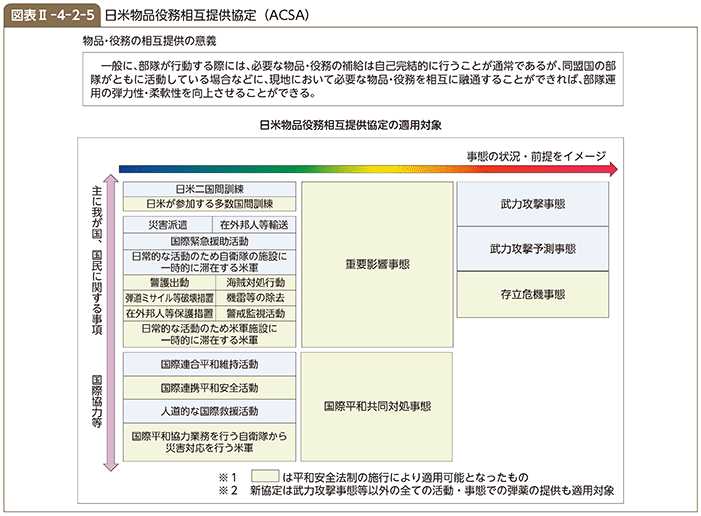 図表Ⅱ-4-2-5 日米物品役務相互提供協定（ACSA）
物品・役務の相互提供の意義
一般に、部隊が行動する際には、必要な物品・役務の補給は自己完結的に行うことが通常であるが、同盟国の部
隊がともに活動している場合などに、現地において必要な物品・役務を相互に融通することができれば、部隊運
用の弾力性・柔軟性を向上させることができる。
日米物品役務相互提供協定の適用対象
事態の状況・前提をイメージ
主に我が国、国民に関する事項
国際協力等
日米二国間訓練
日米が参加する多数国間訓練
災害派遣 在外邦人等輸送
国際緊急援助活動
日常的な活動のため自衛隊の施設に
一時的に滞在する米軍
警護出動 海賊対処行動
弾道ミサイル等破壊措置 機雷等の除去
在外邦人等保護措置 警戒監視活動
日常的な活動のため米軍施設に
一時的に滞在する米軍
国際連合平和維持活動
国際連携平和安全活動
人道的な国際救援活動
国際平和協力業務を行う自衛隊から
災害対応を行う米軍
重要影響事態
国際平和共同対処事態
武力攻撃事態
武力攻撃予測事態
存立危機事態
※1 は平和安全法制の施行により適用可能となったもの
※2 新協定は武力攻撃事態等以外の全ての活動・事態での弾薬の提供も適用対象